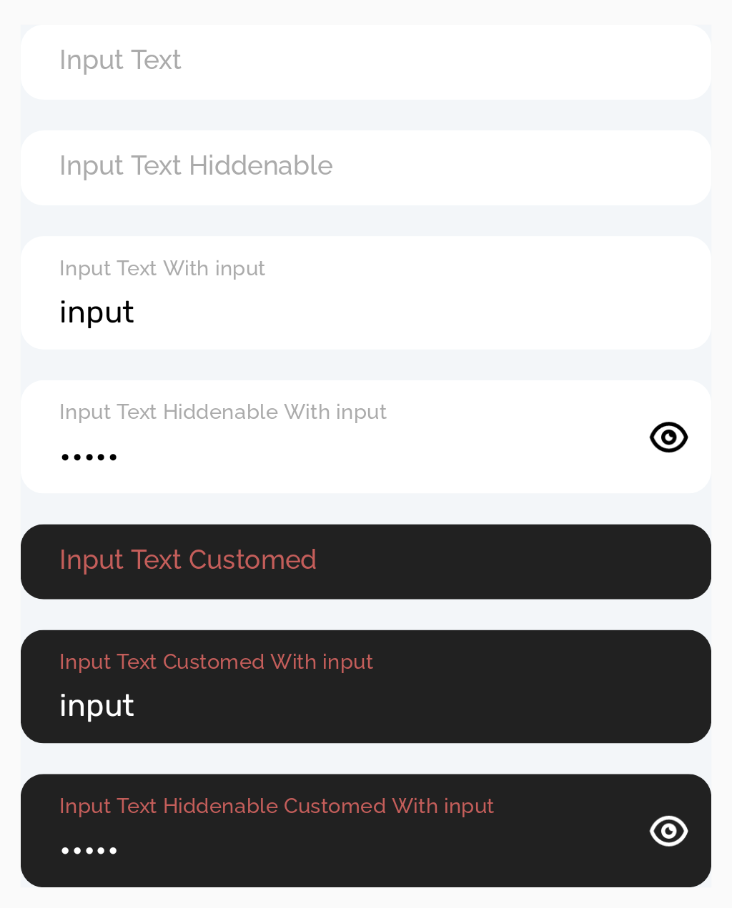 Input Text
Input Text Hiddenable
Input Text With input
input
Input Text Hiddenable With input
•••••
Input Text Customed
Input Text Customed With input
input
Input Text Hiddenable Customed With input
•••••